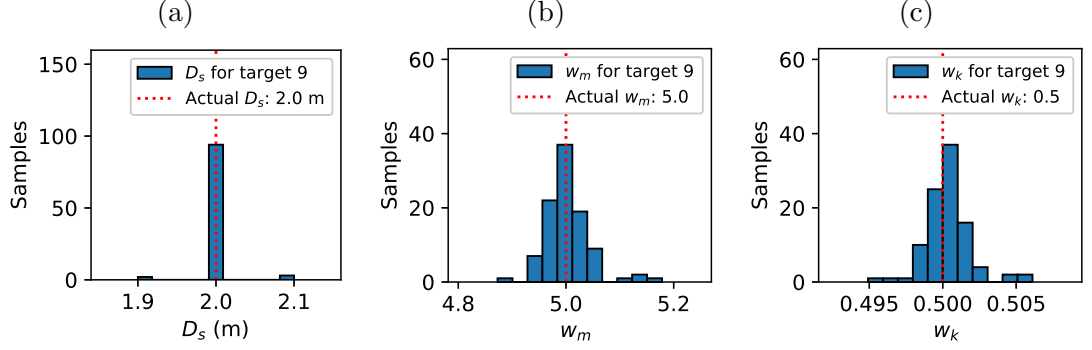 (a)
Samples
150
100
50
0
D_s for target 9
Actual D_s: 2.0 m
1.9
2.0
2.1
D_s (m)
(b)
Samples
60
40
20
0
w_m for target 9
Actual w_m: 5.0
4.8
5.0
5.2
w_m
(c)
Samples
60
40
20
0
w_k for target 9
Actual w_k: 0.5
0.495
0.500
0.505
w_k